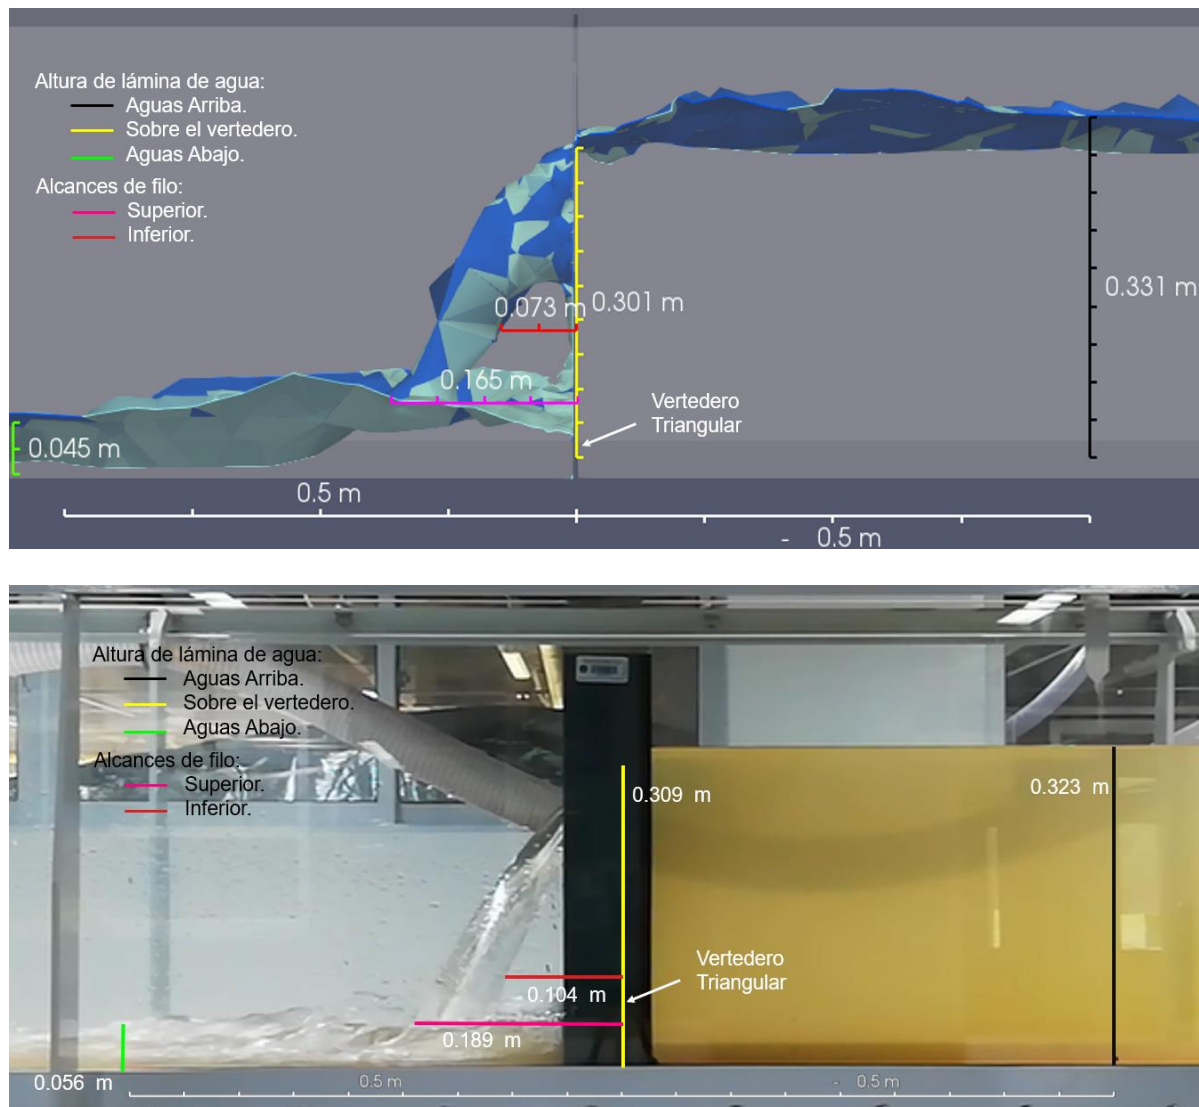 Altura de lámina de agua:
Aguas Arriba.
Sobre el vertedero.
Aguas Abajo.
Alcances de filo:
Superior.
Inferior.
0.073 m
0.301 m
0.331 m
0.165 m
Vertedero
Triangular
0.045 m
0.5 m
- 0.5 m
Altura de lámina de agua:
Aguas Arriba.
Sobre el vertedero.
Aguas Abajo.
Alcances de filo:
Superior.
Inferior.
0.309 m
0.323 m
Vertedero
Triangular
0.104 m
0.189 m
0.056 m
0.5 m
- 0.5 m